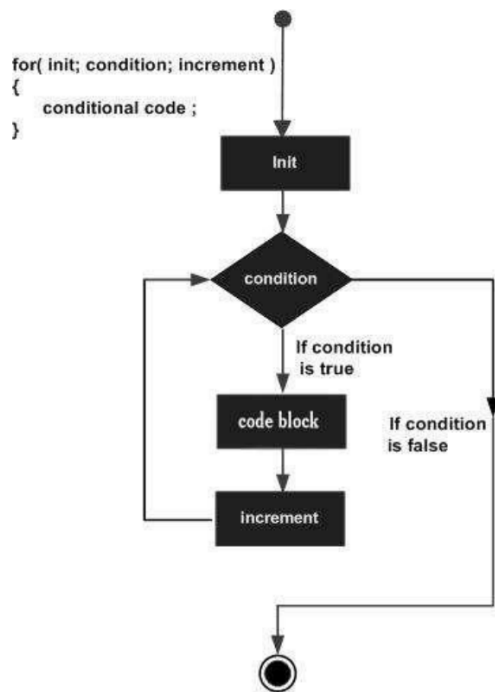 for( init; condition; increment )
{
conditional code ;
}
Init
condition
If condition
is true
code block
If condition
is false
increment